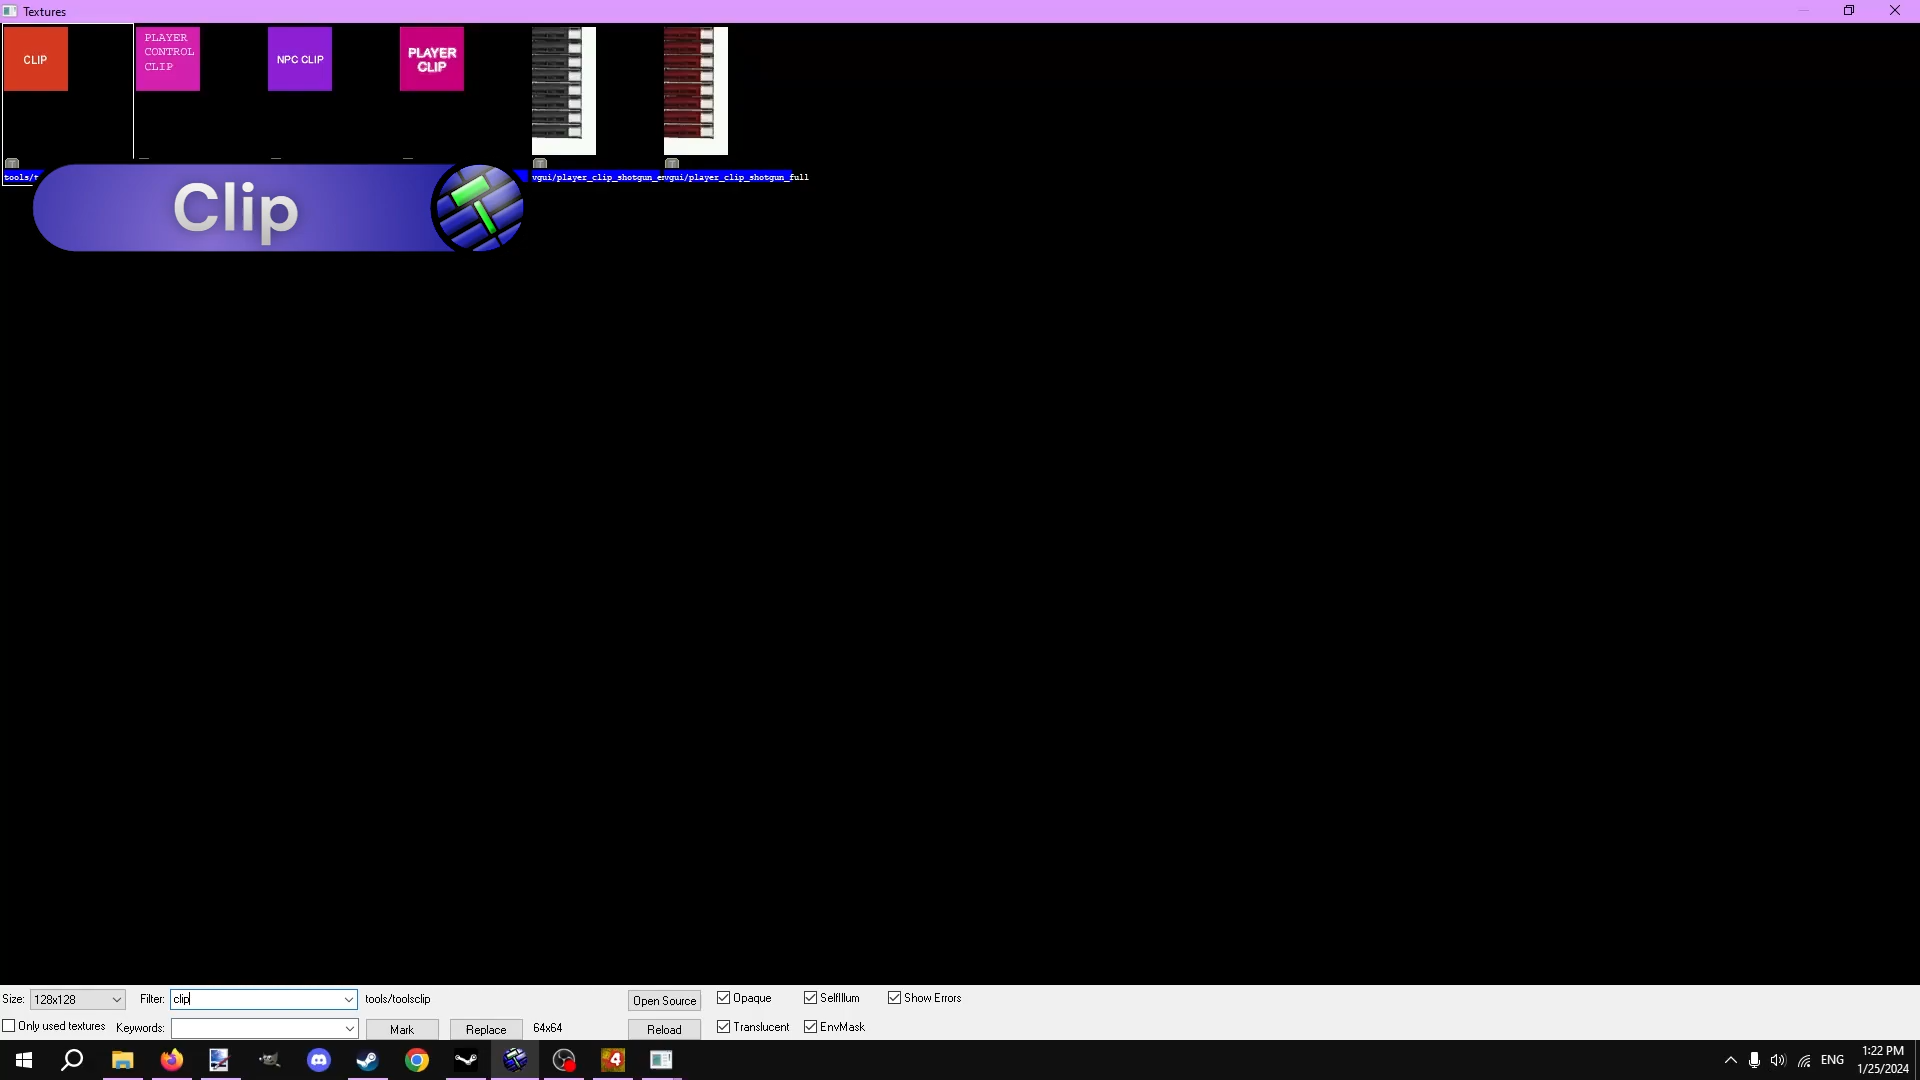 Textures
CLIP
PLAYER
CONTROL
CLIP
NPC CLIP
PLAYER
CLIP
vgui/player_clip_shotgun_e
vgui/player_clip_shotgun_full
Clip
Size: 128x128 Filter: clip tools/toolsclip
Open Source Opaque SelfIllum Show Errors
Only used textures Keywords: Mark Replace 64x64
Reload Translucent EnvMask
ENG
1:22 PM
1/25/2024